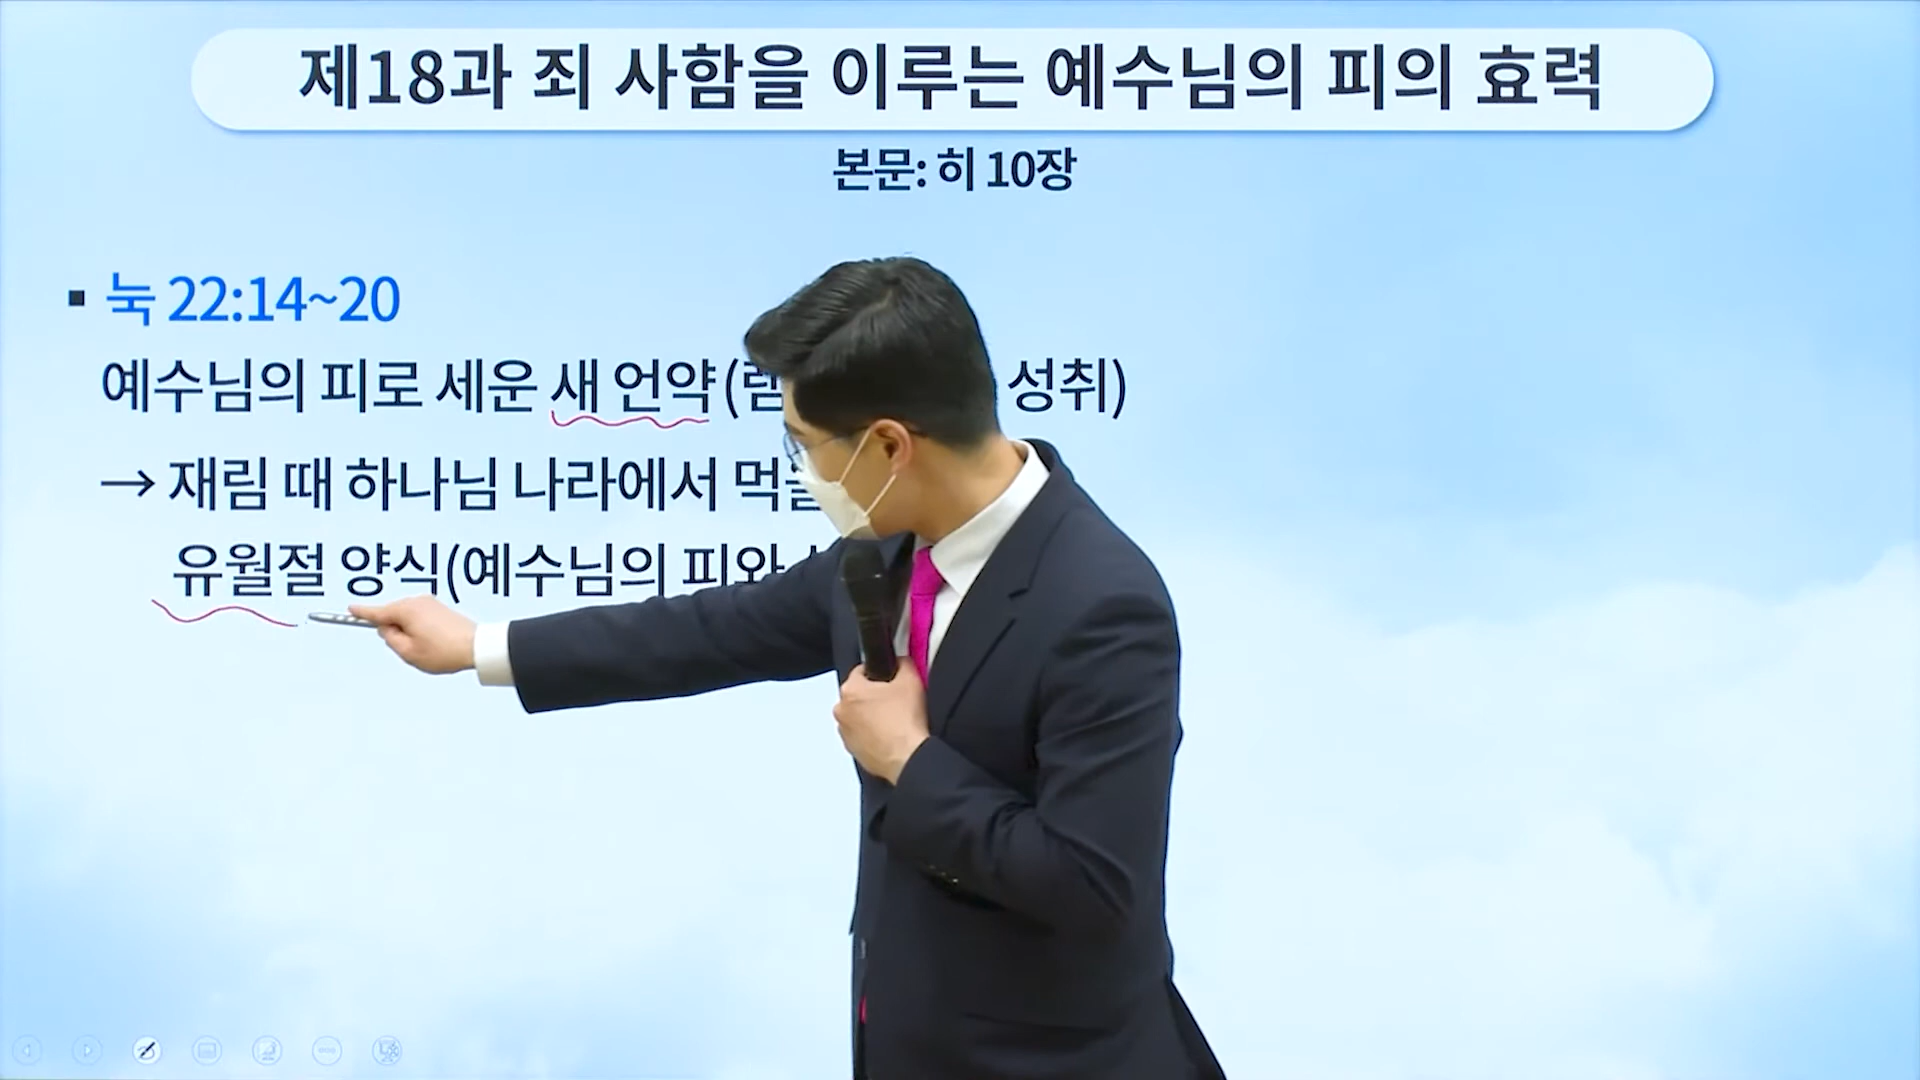 제18과 죄 사함을 이루는 예수님의 피의 효력
본문: 히 10장
▪ 눅 22:14~20
예수님의 피로 세운 새 언약(렘 성취)
→ 재림 때 하나님 나라에서 먹을
유월절 양식(예수님의 피와